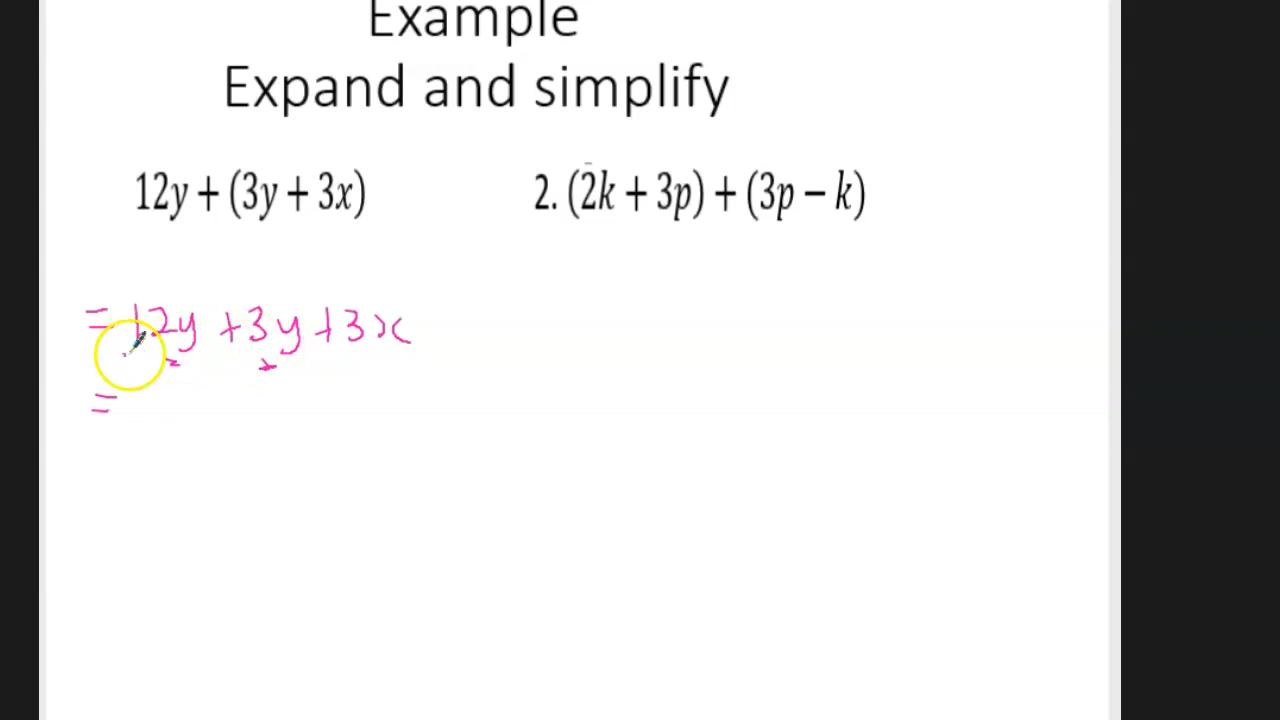 Example
Expand and simplify
12y + (3y + 3x)
2. (2k + 3p) + (3p − k)
= 12y +3y +3x
=